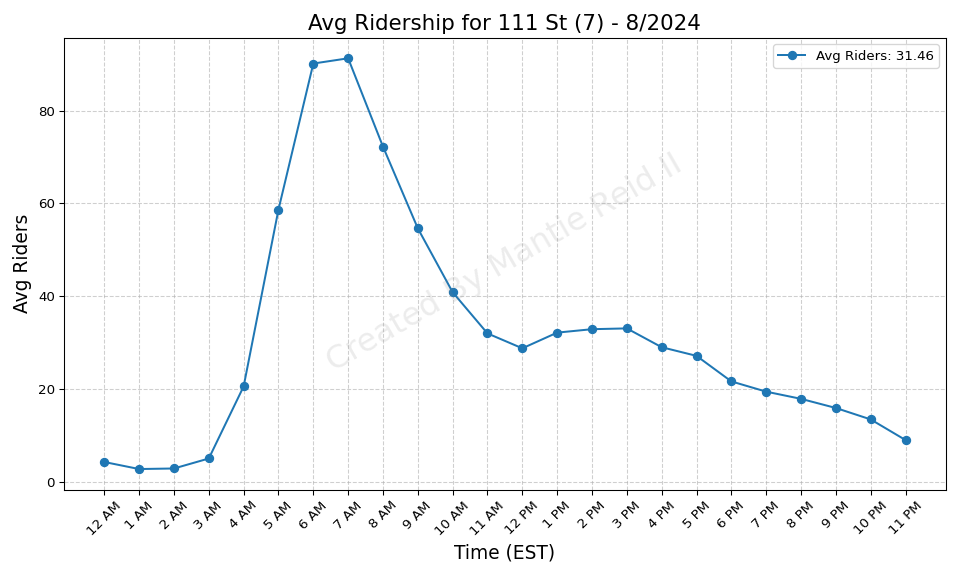 Avg Ridership for 111 St (7) - 8/2024
Avg Riders: 31.46
Avg Riders
80
60
40
20
0
Created By Mantie Reid II
12 AM
1 AM
2 AM
3 AM
4 AM
5 AM
6 AM
7 AM
8 AM
9 AM
10 AM
11 AM
12 PM
1 PM
2 PM
3 PM
4 PM
5 PM
6 PM
7 PM
8 PM
9 PM
10 PM
11 PM
Time (EST)